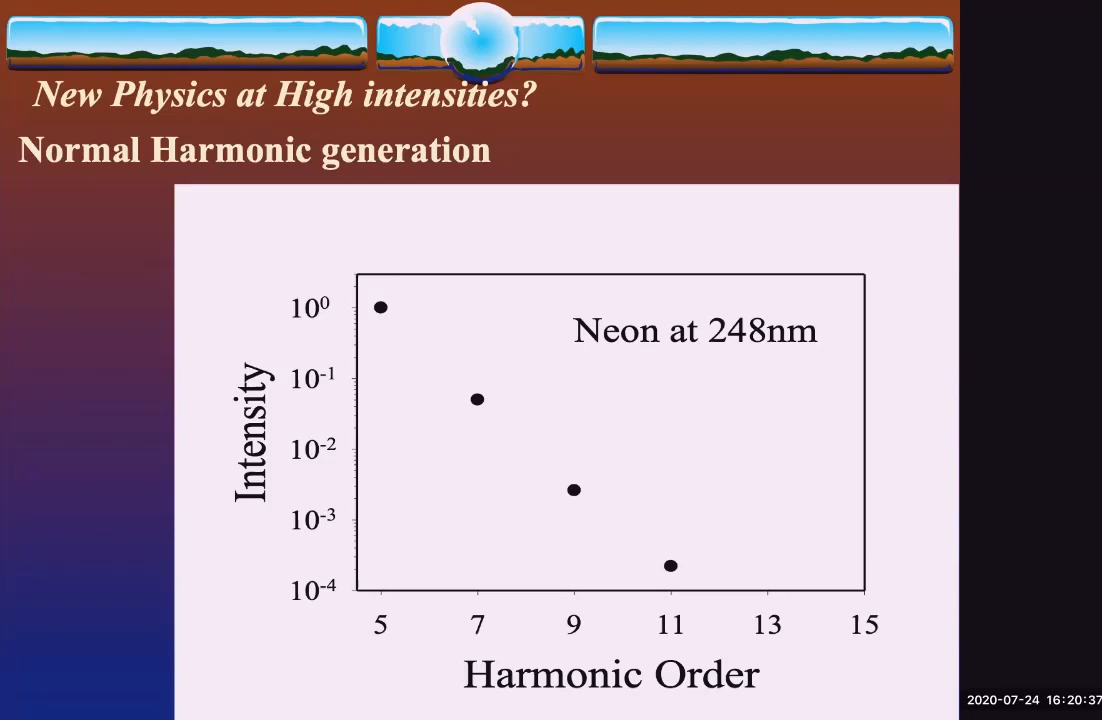 New Physics at High intensities?
Normal Harmonic generation
10⁰
Neon at 248nm
10⁻¹
10⁻²
10⁻³
10⁻⁴
Intensity
5 7 9 11 13 15
Harmonic Order
2020-07-24 16:20:37